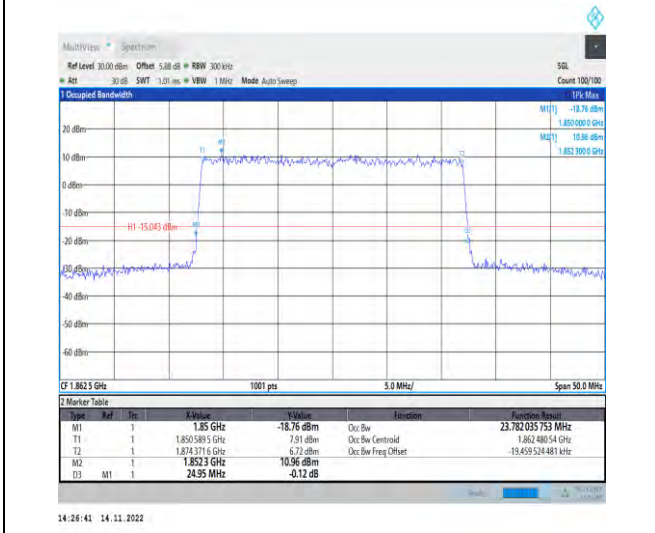 MultiView Spectrum
Ref Level 30.00 dBm Offset 5.88 dB RBW 300 kHz SGL
Att 30 dB SWT 1.01 ms VBW 1 MHz Mode Auto Sweep Count 100/100
1 Occupied Bandwidth 1Pk Max
M1[1] -18.76 dBm
1.850 000 0 GHz
M2[1] 10.96 dBm
1.852 300 0 GHz
20 dBm
T1 M2 T2
10 dBm
0 dBm
-10 dBm
H1 -15.043 dBm M1
-20 dBm
-30 dBm
-40 dBm
-50 dBm
-60 dBm
CF 1.862 5 GHz 1001 pts 5.0 MHz/ Span 50.0 MHz
2 Marker Table
Type Ref Trc X-Value Y-Value Function Function Result
M1 1 1.85 GHz -18.76 dBm Occ Bw 23.782 035 753 MHz
T1 1 1.850 589 5 GHz 7.91 dBm Occ Bw Centroid 1.862 480 54 GHz
T2 1 1.874 371 6 GHz 6.72 dBm Occ Bw Freq Offset -19.459 524 481 kHz
M2 1 1.852 3 GHz 10.96 dBm
D3 M1 1 24.95 MHz -0.12 dB
14:26:41 14.11.2022